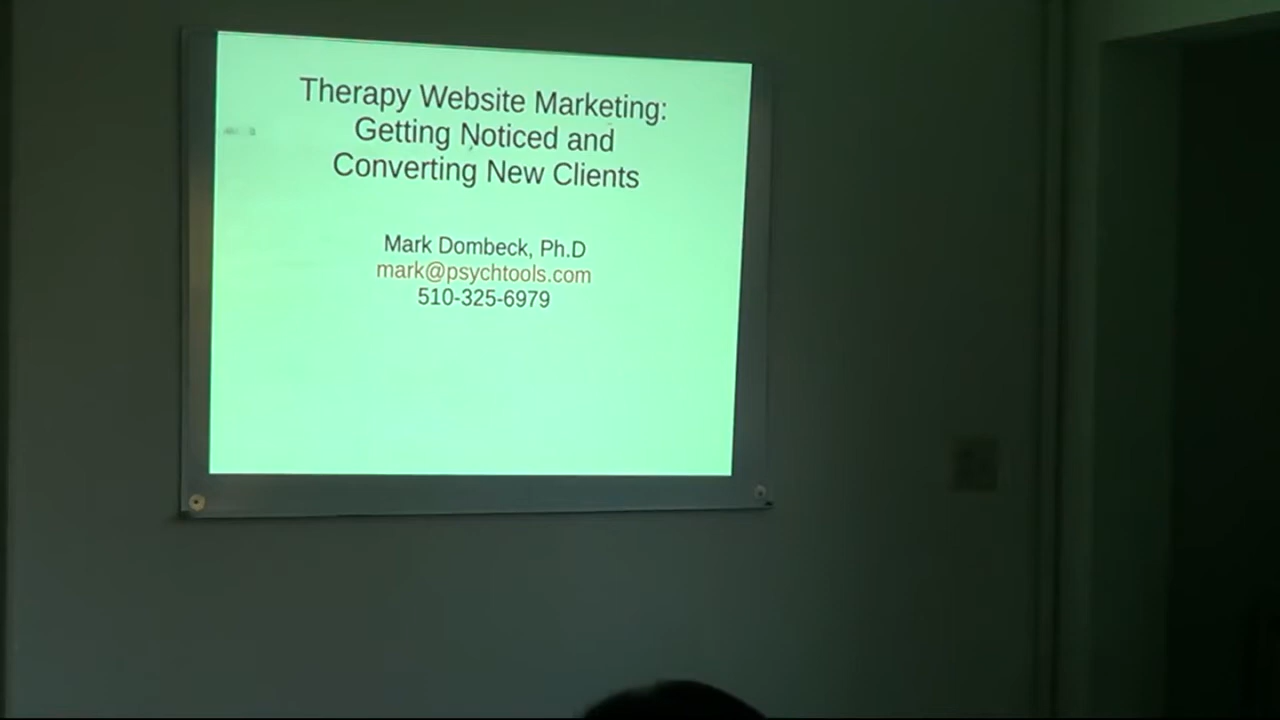 Therapy Website Marketing:
Getting Noticed and
Converting New Clients
Mark Dombeck, Ph.D
mark@psychtools.com
510-325-6979